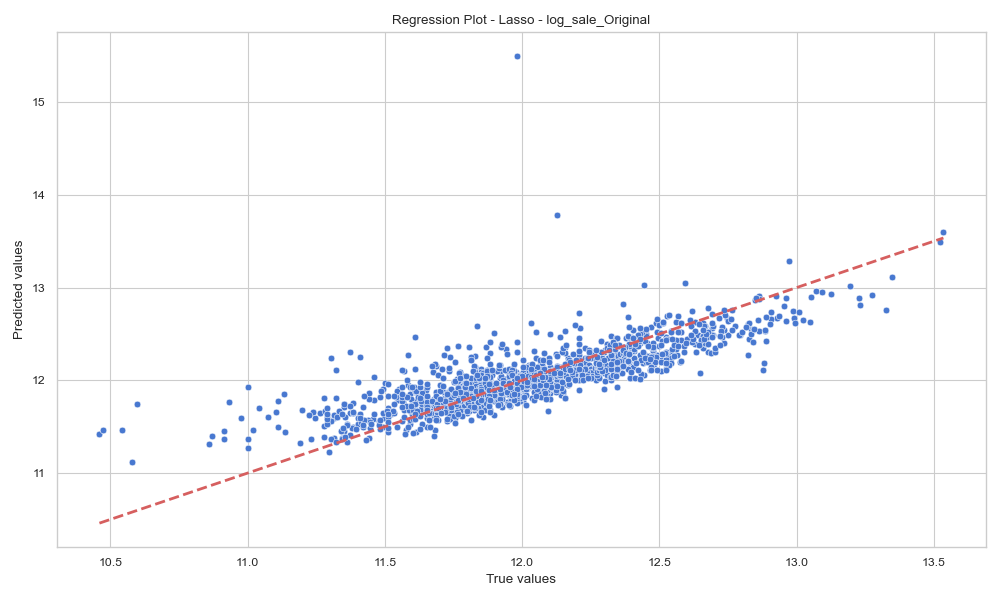 Regression Plot - Lasso - log_sale_Original
Predicted values
15
14
13
12
11
10.5 11.0 11.5 12.0 12.5 13.0 13.5
True values